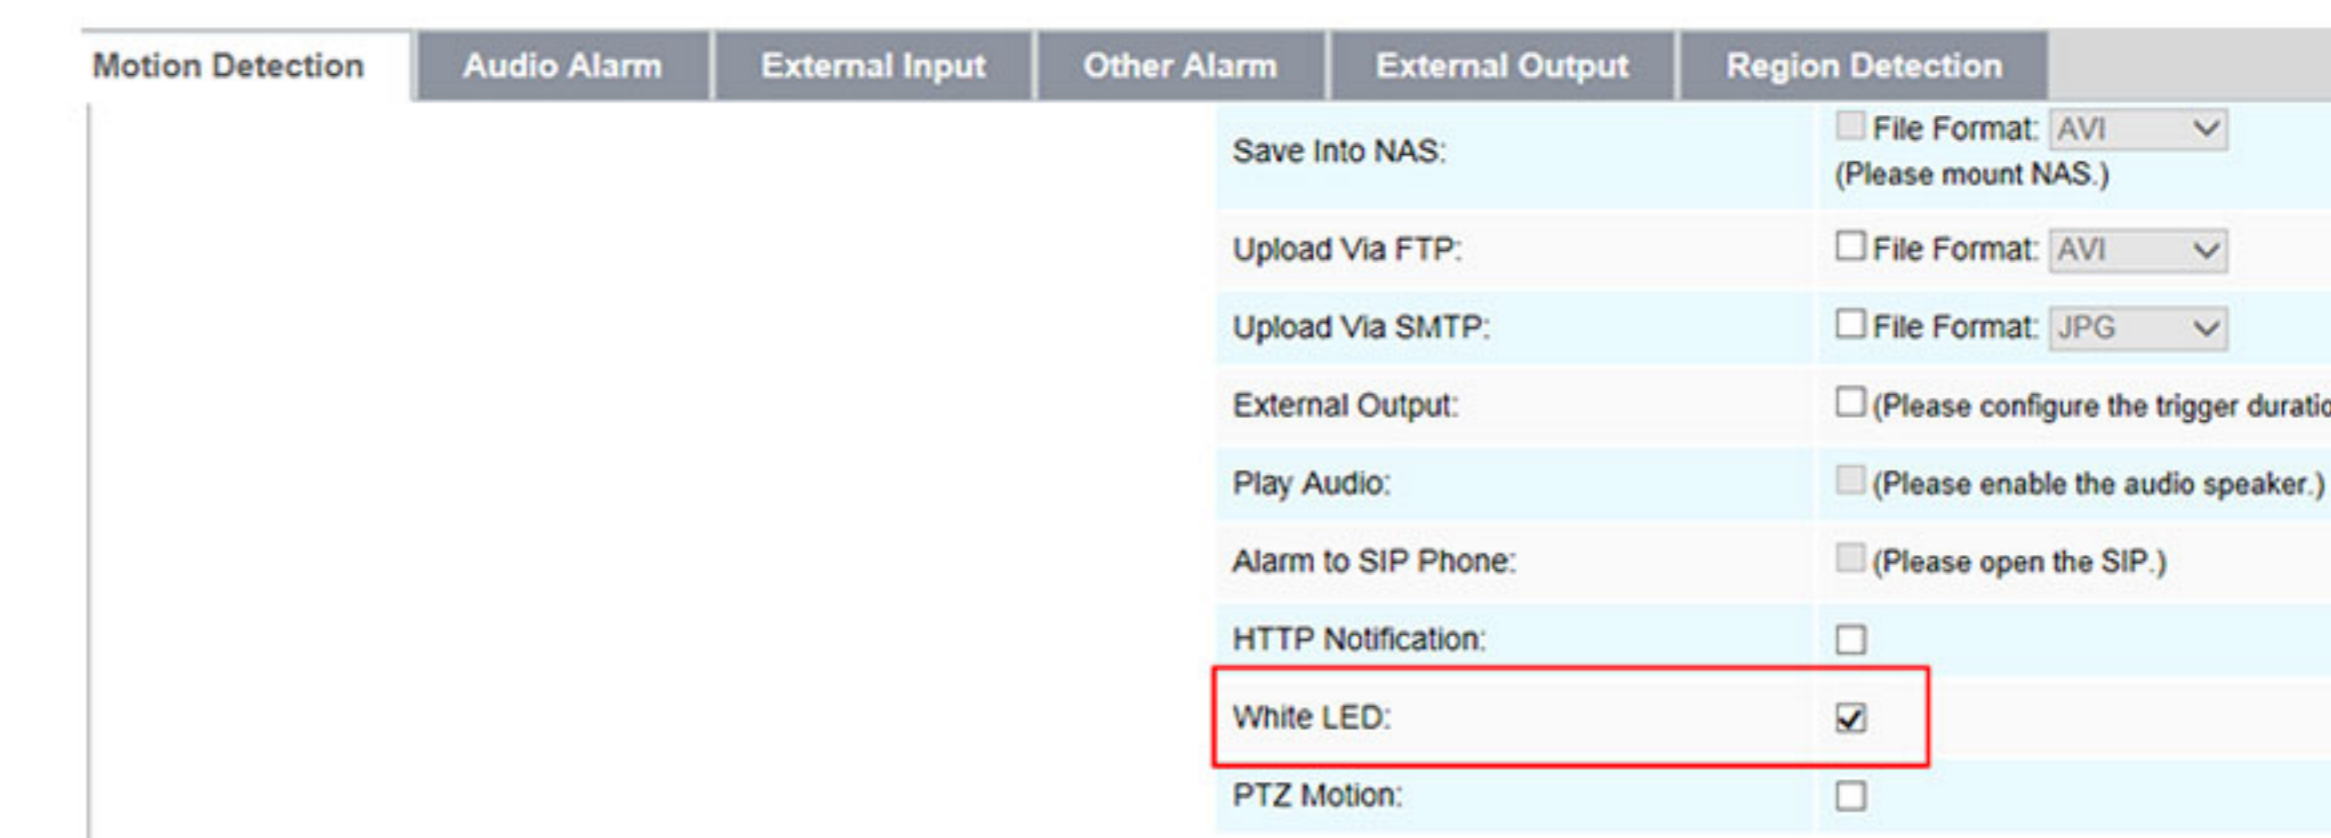 Motion Detection Audio Alarm External Input Other Alarm External Output Region Detection
Save Into NAS: File Format: AVI
(Please mount NAS.)
Upload Via FTP: File Format: AVI
Upload Via SMTP: File Format: JPG
External Output: (Please configure the trigger
Play Audio: (Please enable the audio speaker.)
Alarm to SIP Phone: (Please open the SIP.)
HTTP Notification:
White LED:
PTZ Motion: